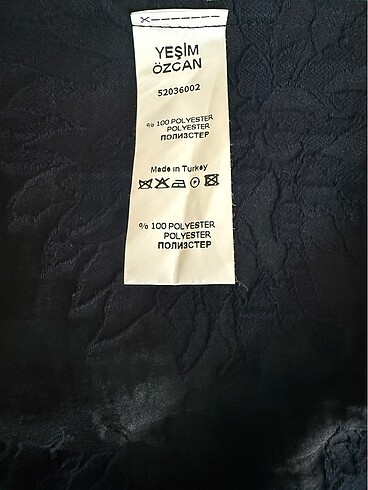 YEŞİM
ÖZCAN
52036002
% 100 POLYESTER
POLYESTER
ПОЛИЭСТЕР
Made in Turkey
% 100 POLYESTER
POLYESTER
ПОЛИЭСТЕР